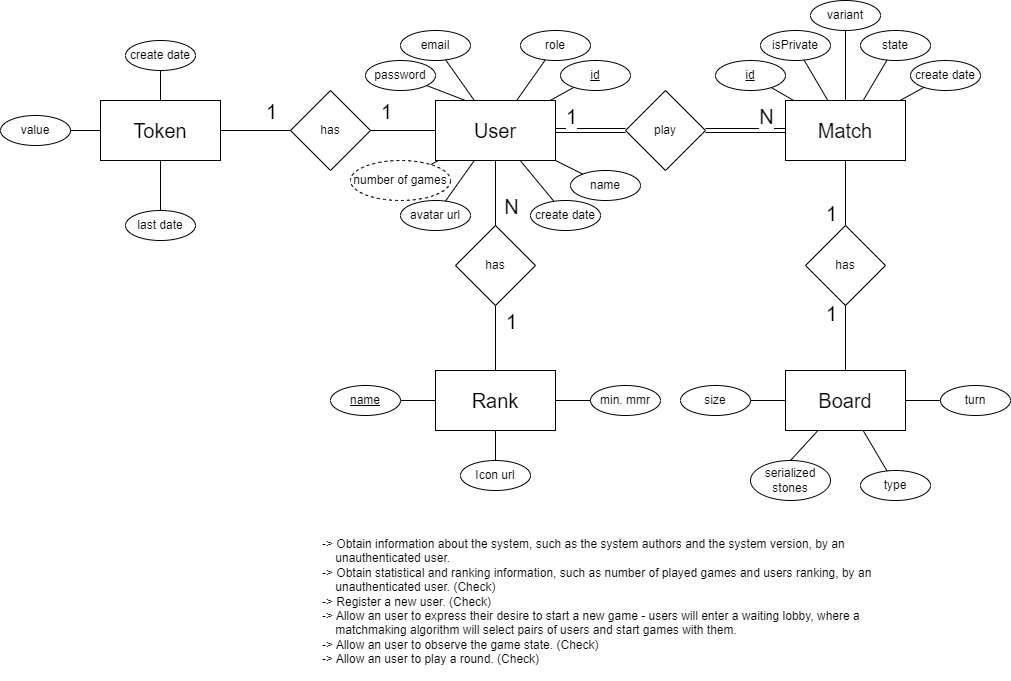 variant
email
role
isPrivate
state
create date
password
id
id
create date
1
1
1
N
value
Token
has
User
play
Match
number of games
name
last date
avatar url
N
create date
1
has
has
1
1
name
Rank
min. mmr
size
Board
turn
Icon url
serialized
stones
type
-> Obtain information about the system, such as the system authors and the system version, by an
unauthenticated user.
-> Obtain statistical and ranking information, such as number of played games and users ranking, by an
unauthenticated user. (Check)
-> Register a new user. (Check)
-> Allow an user to express their desire to start a new game - users will enter a waiting lobby, where a
matchmaking algorithm will select pairs of users and start games with them.
-> Allow an user to observe the game state. (Check)
-> Allow an user to play a round. (Check)